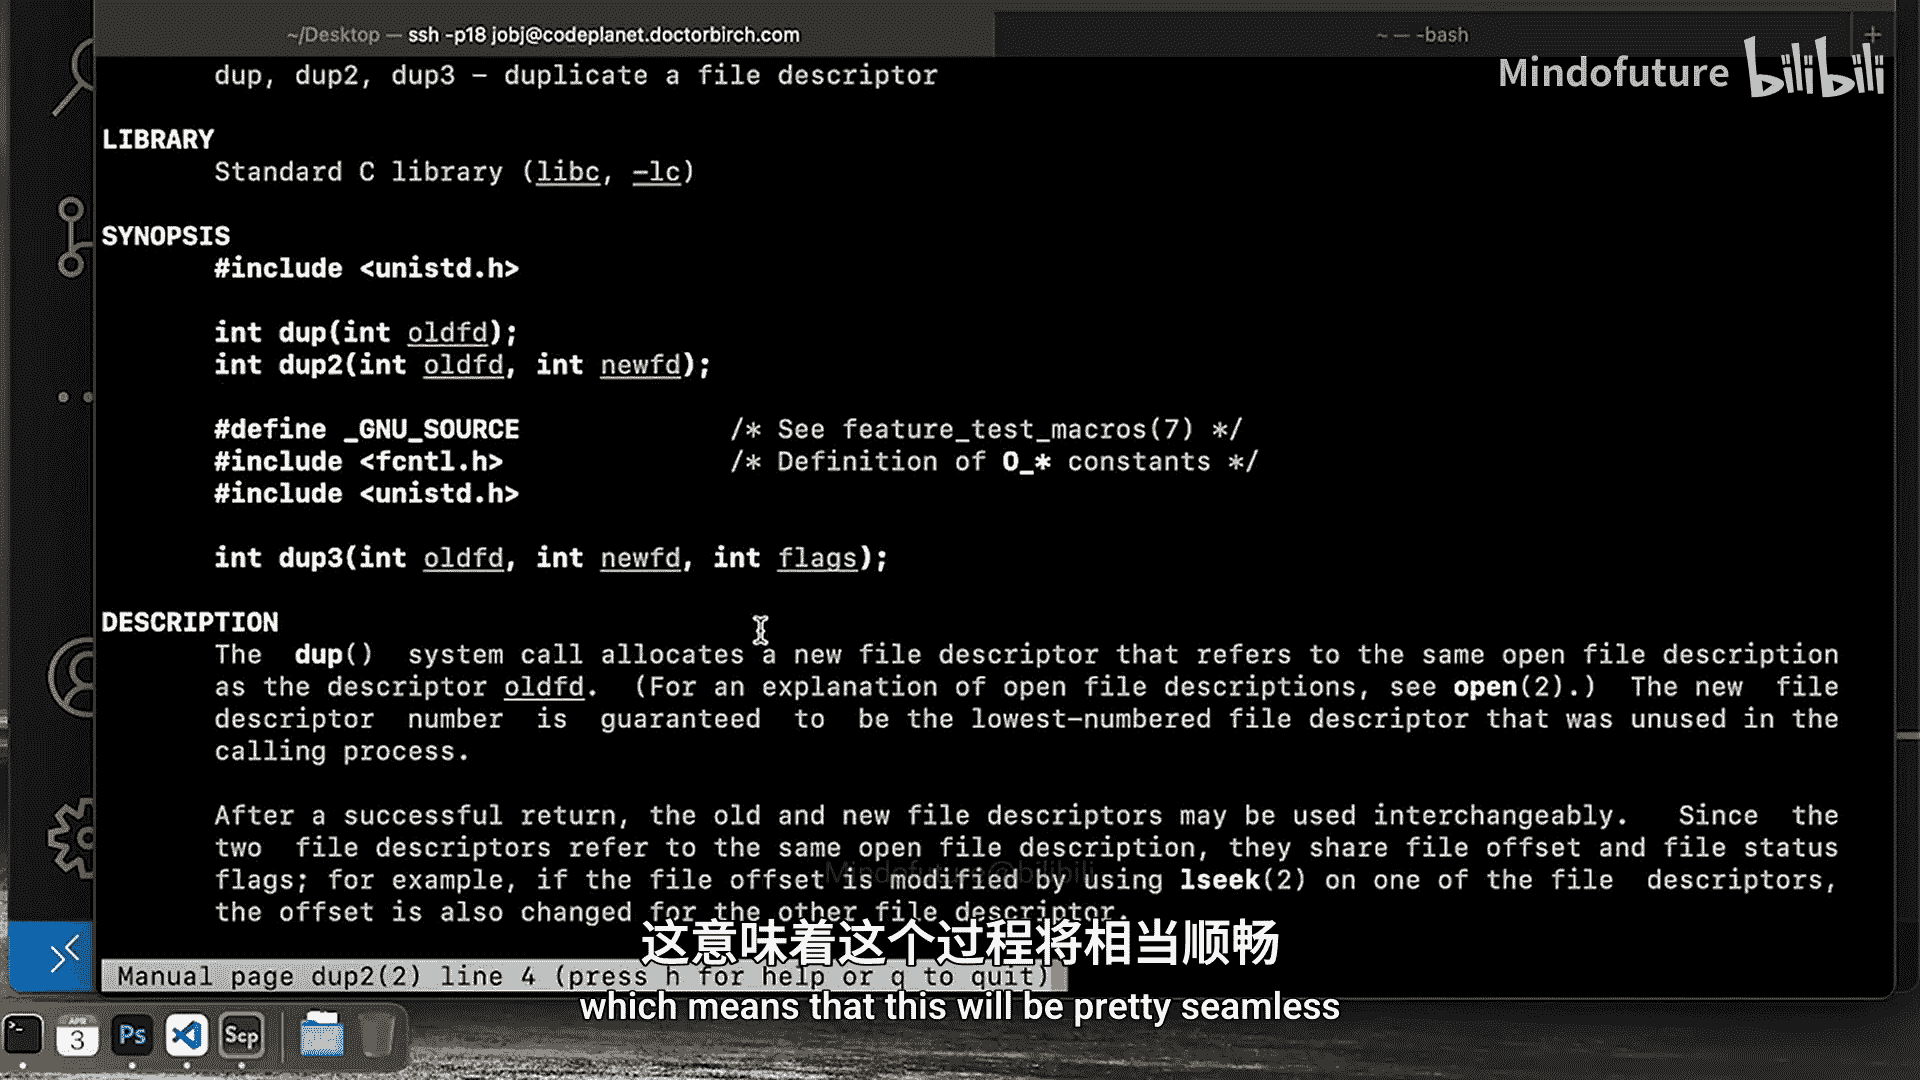 ~/Desktop — ssh -p18 jobj@codeplanet.doctorbirch.com
~ — -bash
+
Mindofuture bilibili
dup, dup2, dup3 – duplicate a file descriptor
LIBRARY
Standard C library (libc, –lc)
SYNOPSIS
#include <unistd.h>
int dup(int oldfd);
int dup2(int oldfd, int newfd);
#define _GNU_SOURCE /* See feature_test_macros(7) */
#include <fcntl.h> /* Definition of O_* constants */
#include <unistd.h>
int dup3(int oldfd, int newfd, int flags);
DESCRIPTION
The dup() system call allocates a new file descriptor that refers to the same open file description
as the descriptor oldfd. (For an explanation of open file descriptions, see open(2).) The new file
descriptor number is guaranteed to be the lowest–numbered file descriptor that was unused in the
calling process.
After a successful return, the old and new file descriptors may be used interchangeably. Since the
two file descriptors refer to the same open file description, they share file offset and file status
flags; for example, if the file offset is modified by using lseek(2) on one of the file descriptors,
the offset is also changed for the other file descriptor.
Mindofuture@bilibili
这意味着这个过程将相当顺畅
Manual page dup2(2) line 4 (press h for help or q to quit)
which means that this will be pretty seamless
APR
3
Ps
Scp